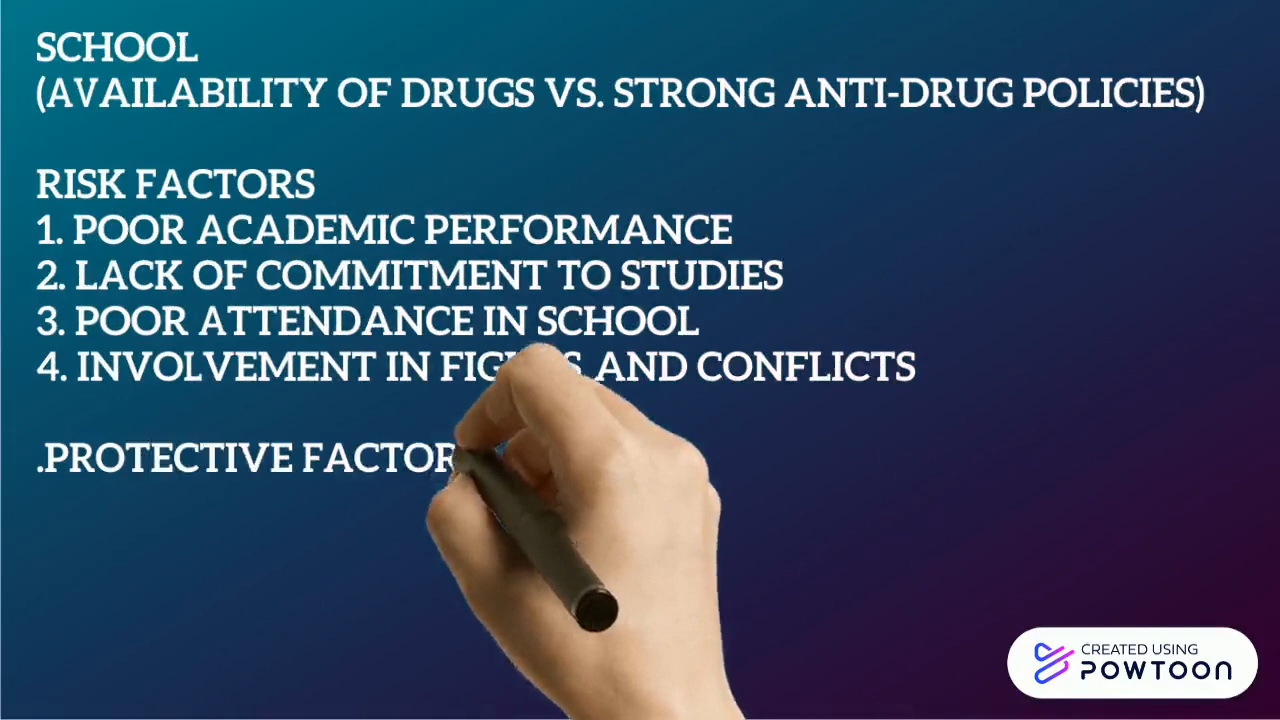 SCHOOL
(AVAILABILITY OF DRUGS VS. STRONG ANTI-DRUG POLICIES)
RISK FACTORS
1. POOR ACADEMIC PERFORMANCE
2. LACK OF COMMITMENT TO STUDIES
3. POOR ATTENDANCE IN SCHOOL
4. INVOLVEMENT IN AND CONFLICTS
.PROTECTIVE FACTOR
CREATED USING
POWTOON